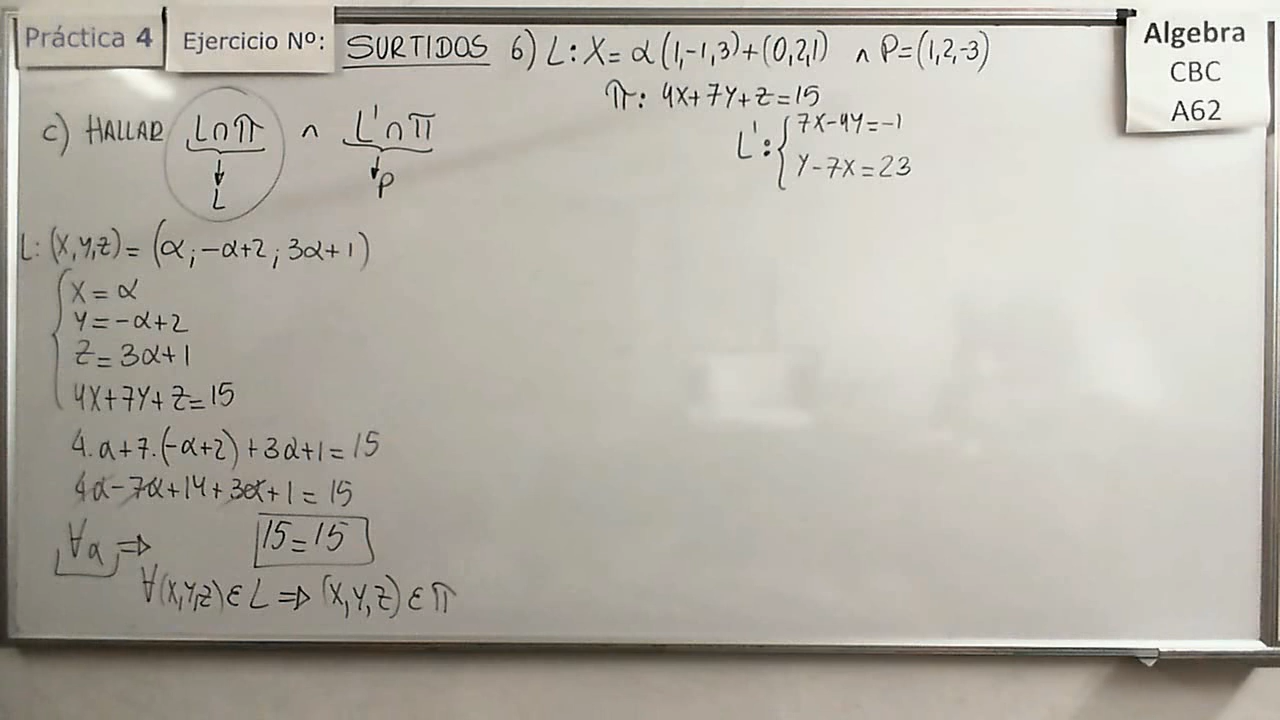 Práctica 4 Ejercicio Nº: SURTIDOS 6) L: X = α(1,-1,3)+(0,2,1) ∧ P=(1,2,-3)
π: 4X+7Y+Z=15
L': { 7X-4Y=-1
Y-7X=23
c) HALLAR L∩π ∧ L'∩π
↓ ↓
L P
L: (X,Y,Z) = (α; -α+2; 3α+1)
{ X = α
Y = -α+2
Z = 3α+1
4X+7Y+Z=15
4.α+7.(-α+2)+3α+1=15
4α-7α+14+3α+1=15
∀α ⇒ 15=15
∀(X,Y,Z) ε L ⇒ (X,Y,Z) ε π
Algebra
CBC
A62